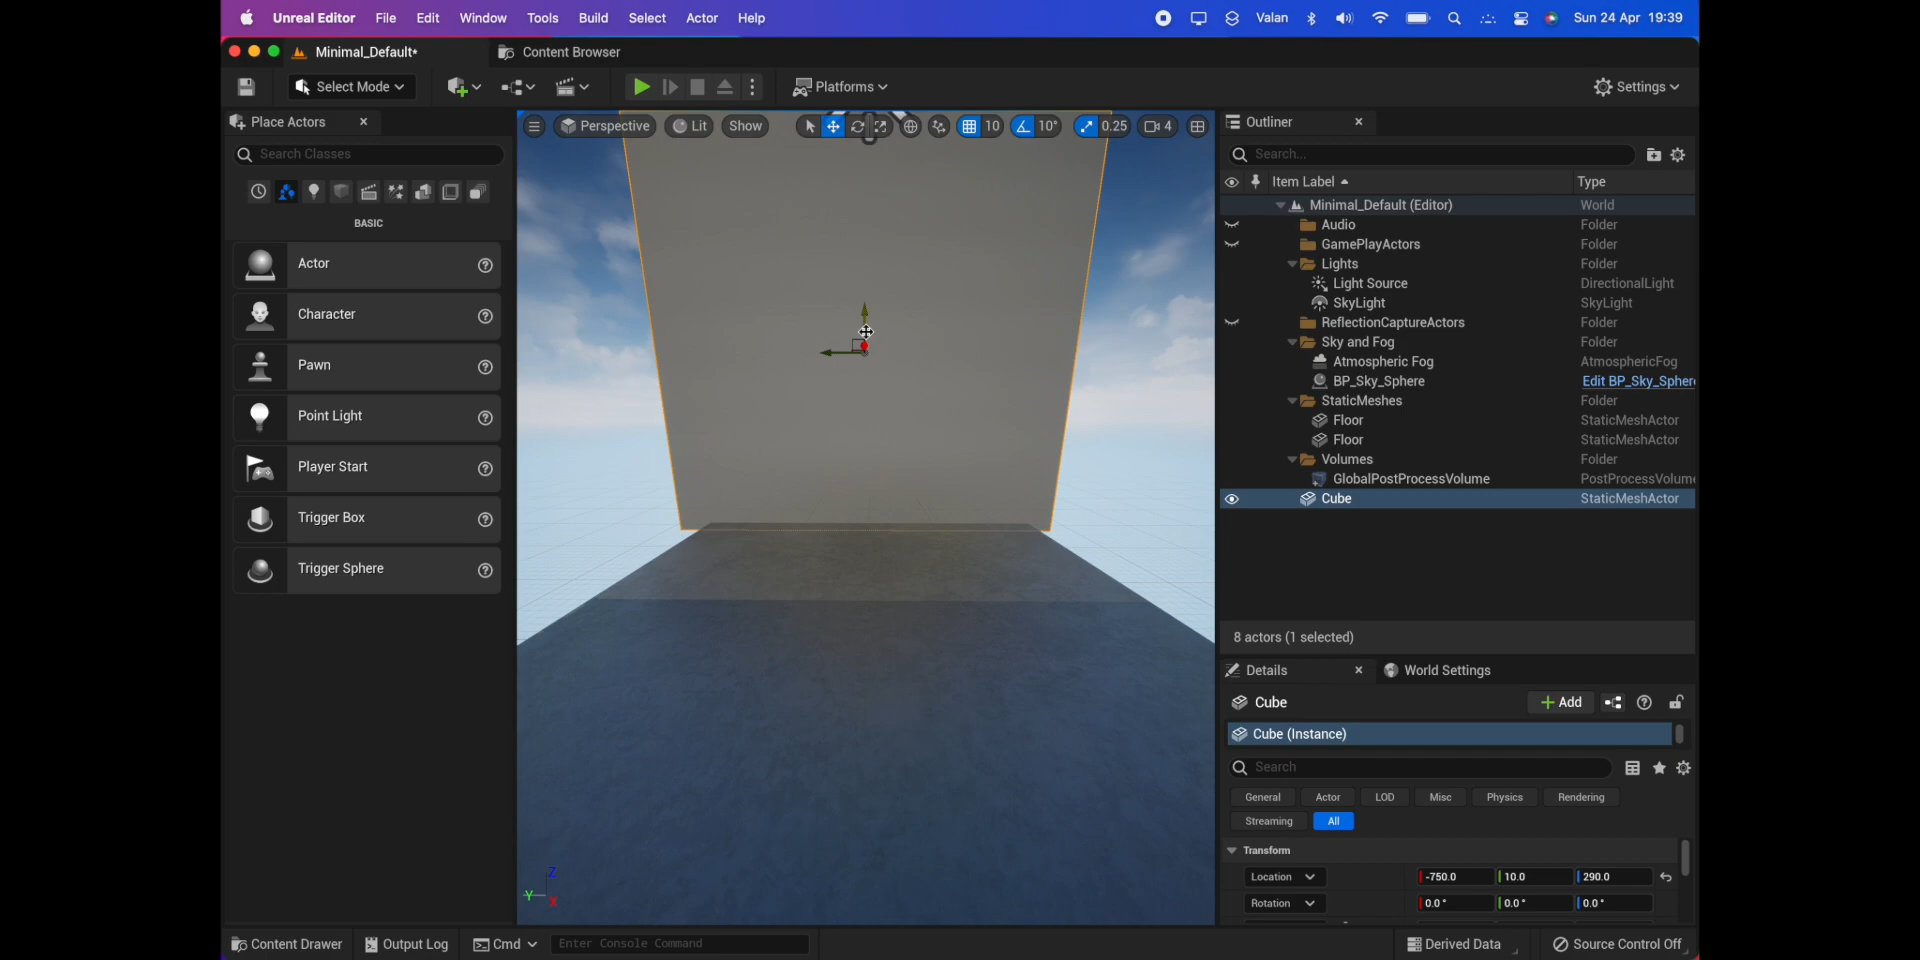 Unreal Editor File Edit Window Tools Build Select Actor Help Valan Sun 24 Apr 19:39
Minimal_Default* Content Browser
Select Mode Platforms Settings
Place Actors
Search Classes
BASIC
Actor
Character
Pawn
Point Light
Player Start
Trigger Box
Trigger Sphere
Perspective Lit Show 10 10° 0.25 4
Z
Y
X
Outliner
Search...
Item Label Type
Minimal_Default (Editor) World
Audio Folder
GamePlayActors Folder
Lights Folder
Light Source DirectionalLight
SkyLight SkyLight
ReflectionCaptureActors Folder
Sky and Fog Folder
Atmospheric Fog AtmosphericFog
BP_Sky_Sphere Edit BP_Sky_Spher
StaticMeshes Folder
Floor StaticMeshActor
Floor StaticMeshActor
Volumes Folder
GlobalPostProcessVolume PostProcessVolum
Cube StaticMeshActor
8 actors (1 selected)
Details World Settings
Cube Add
Cube (Instance)
Search
General Actor LOD Misc Physics Rendering
Streaming All
Transform
Location -750.0 10.0 290.0
Rotation 0.0° 0.0° 0.0°
Content Drawer Output Log Cmd Enter Console Command Derived Data Source Control Off